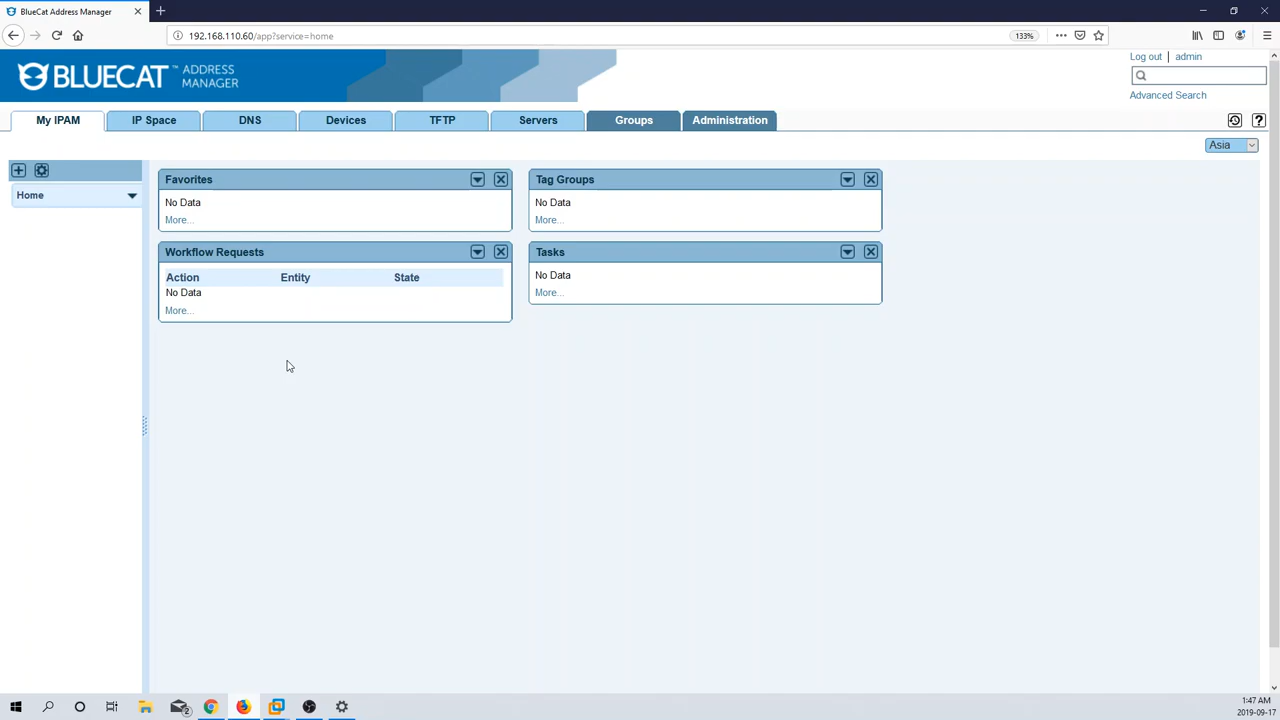 BlueCat Address Manager
192.168.110.60/app?service=home
133%
BLUECAT™ ADDRESS MANAGER
Log out | admin
Advanced Search
My IPAM
IP Space
DNS
Devices
TFTP
Servers
Groups
Administration
Asia
Home
Favorites
No Data
More...
Tag Groups
No Data
More...
Workflow Requests
Action Entity State
No Data
More...
Tasks
No Data
More...
2
1:47 AM
2019-09-17